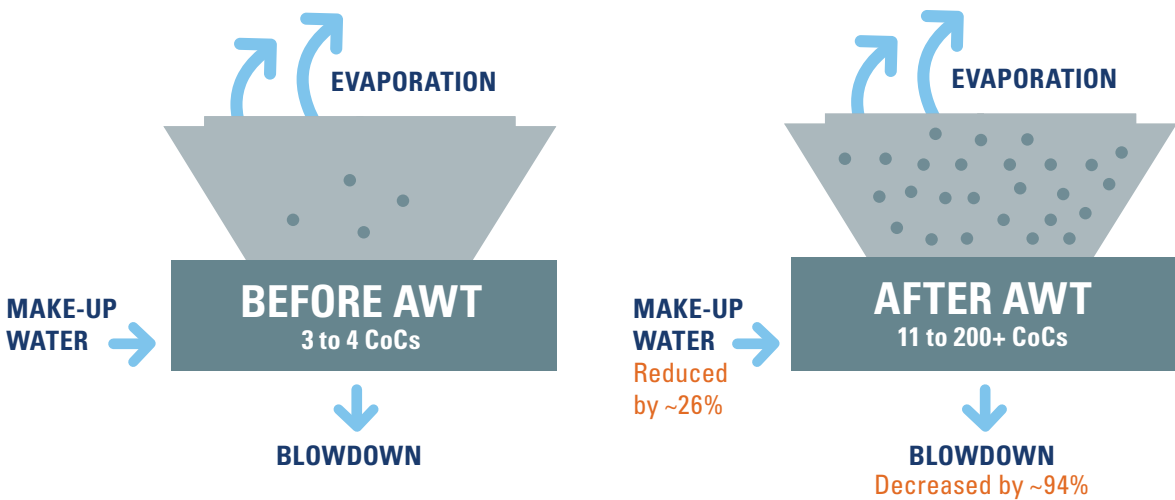 EVAPORATION
MAKE-UP
WATER
BEFORE AWT
3 to 4 CoCs
BLOWDOWN
EVAPORATION
MAKE-UP
WATER
Reduced
by ~26%
AFTER AWT
11 to 200+ CoCs
BLOWDOWN
Decreased by ~94%